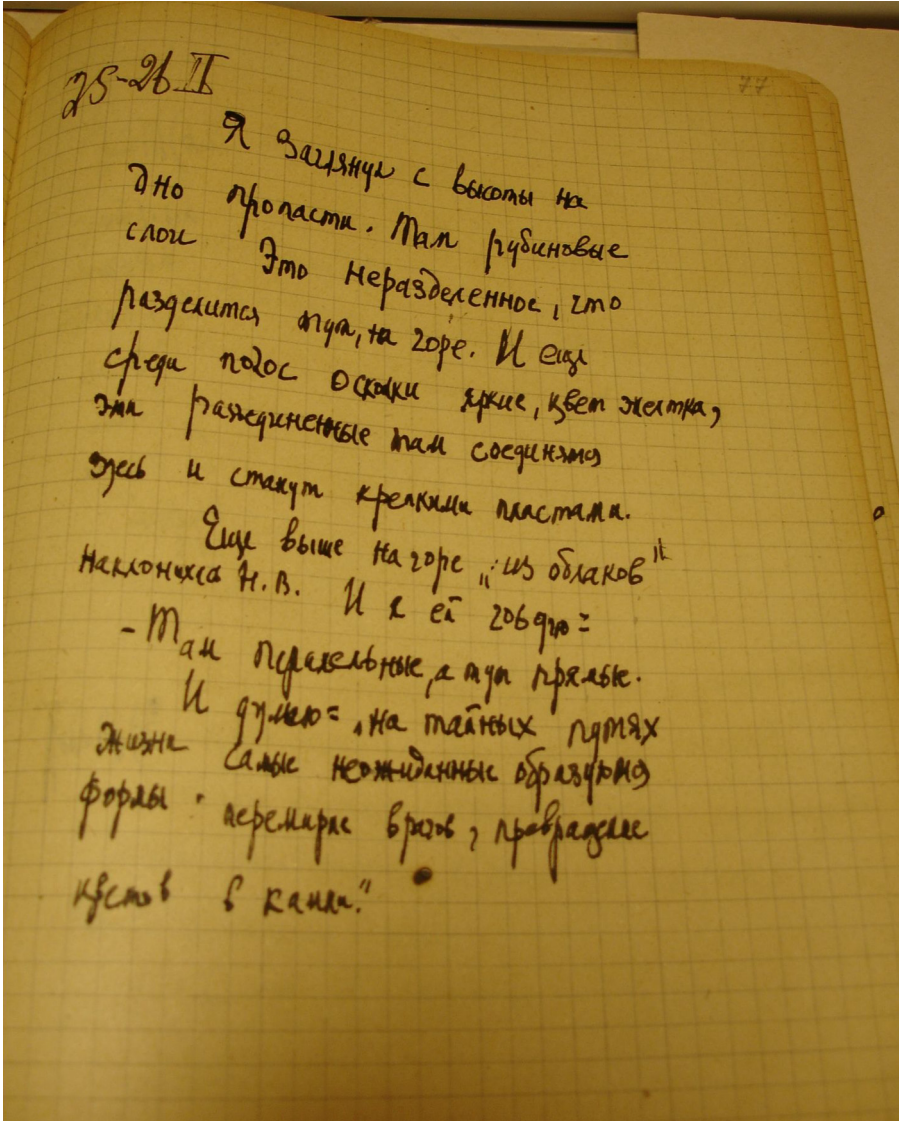 25-26 II
77
Я заглянул с высоты на
дно пропасти. Там рубиновые
слои Это неразделенное, что
разделится тут, на горе. И еще
среди полос осколки яркие, цвет желтка,
эти разъединенные там соединятся
здесь и станут крепкими пластами.
Еще выше на горе „из облаков"
наклонился Н.В. И я ей говорю:
- Там паралельные, а тут прямые.
И думаю: „на тайных путях
жизни самые неожиданные образуются
формы. перемирие врагов, превращение
в камни."